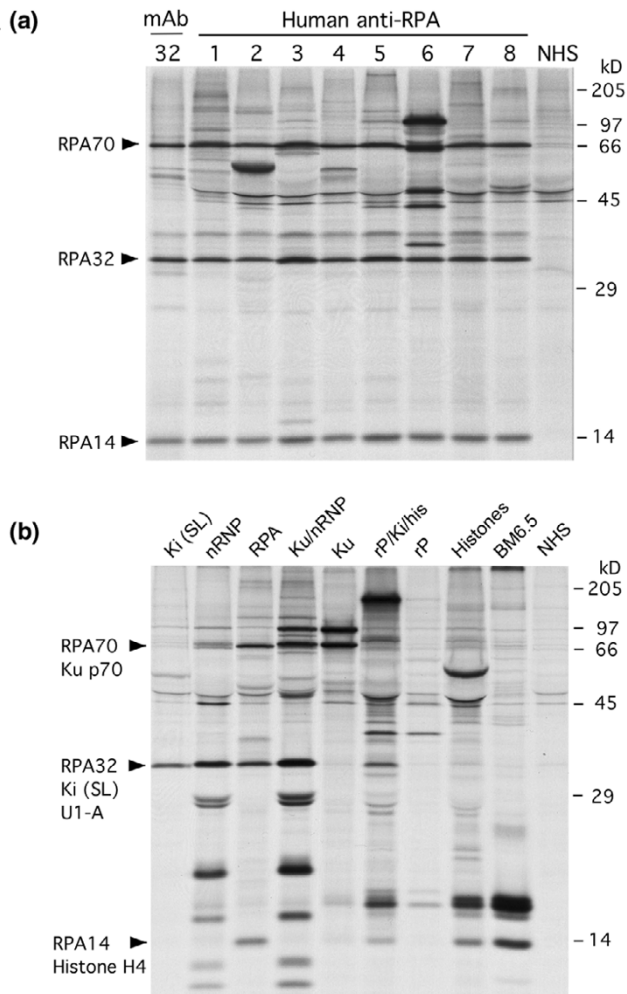 (a)
mAb Human anti-RPA
32 1 2 3 4 5 6 7 8 NHS kD
205
97
RPA70 66
45
RPA32
29
RPA14 14
(b)
Ki (SL) nRNP RPA Ku/nRNP Ku rP/Ki/his rP Histones BM6.5 NHS
kD
205
97
RPA70 66
Ku p70
45
RPA32
Ki (SL)
29
U1-A
RPA14 14
Histone H4